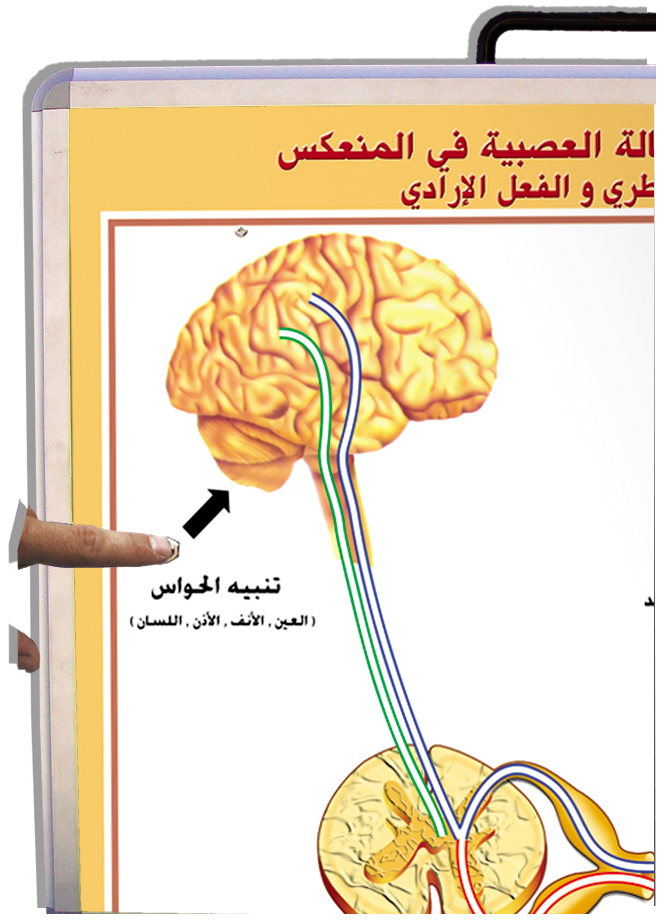 العصبية في المنعكس
و الفعل الإرادي
تنبيه الحواس
( العين , الأنف , الأذن , اللسان )